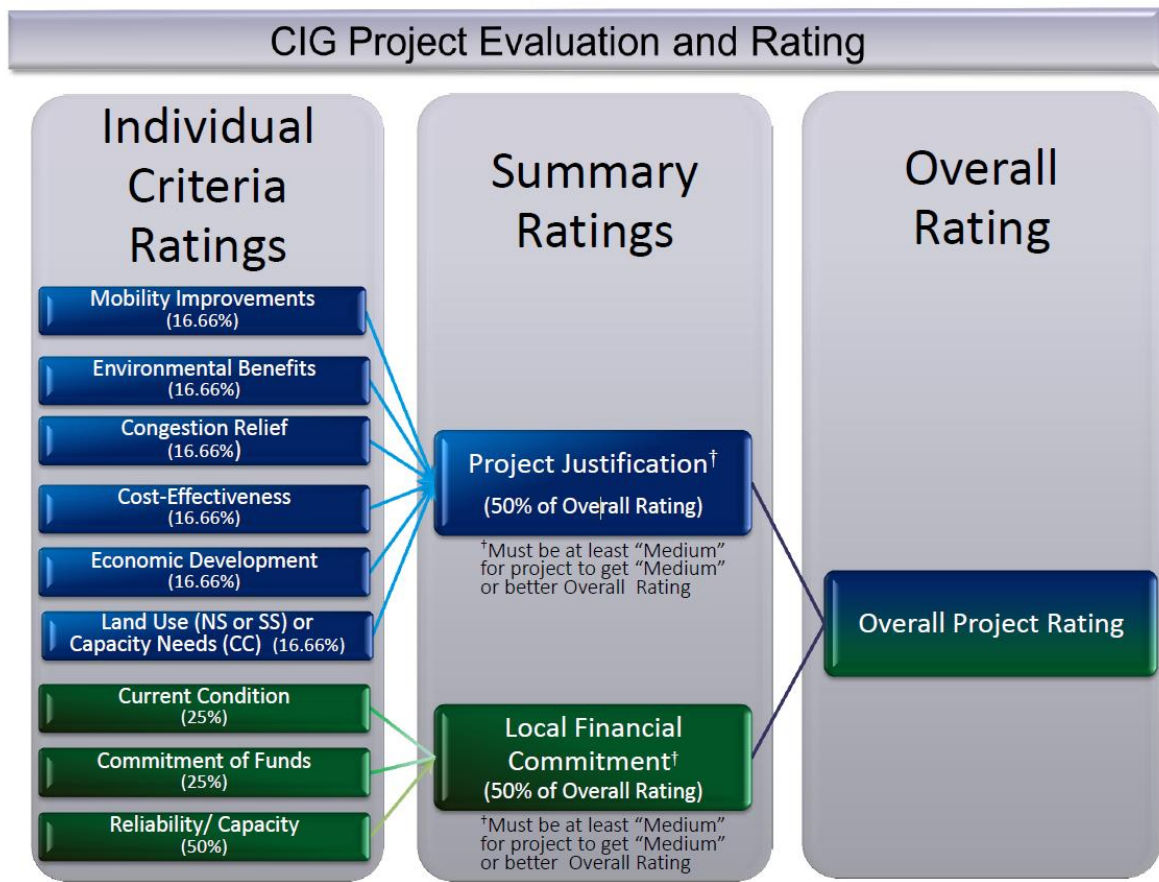 CIG Project Evaluation and Rating
Individual
Criteria
Ratings
Mobility Improvements
(16.66%)
Environmental Benefits
(16.66%)
Congestion Relief
(16.66%)
Cost-Effectiveness
(16.66%)
Economic Development
(16.66%)
Land Use (NS or SS) or
Capacity Needs (CC) (16.66%)
Current Condition
(25%)
Commitment of Funds
(25%)
Reliability/ Capacity
(50%)
Summary
Ratings
Project Justification†
(50% of Overall Rating)
†Must be at least “Medium”
for project to get “Medium”
or better Overall Rating
Local Financial
Commitment†
(50% of Overall Rating)
†Must be at least “Medium”
for project to get “Medium”
or better Overall Rating
Overall
Rating
Overall Project Rating